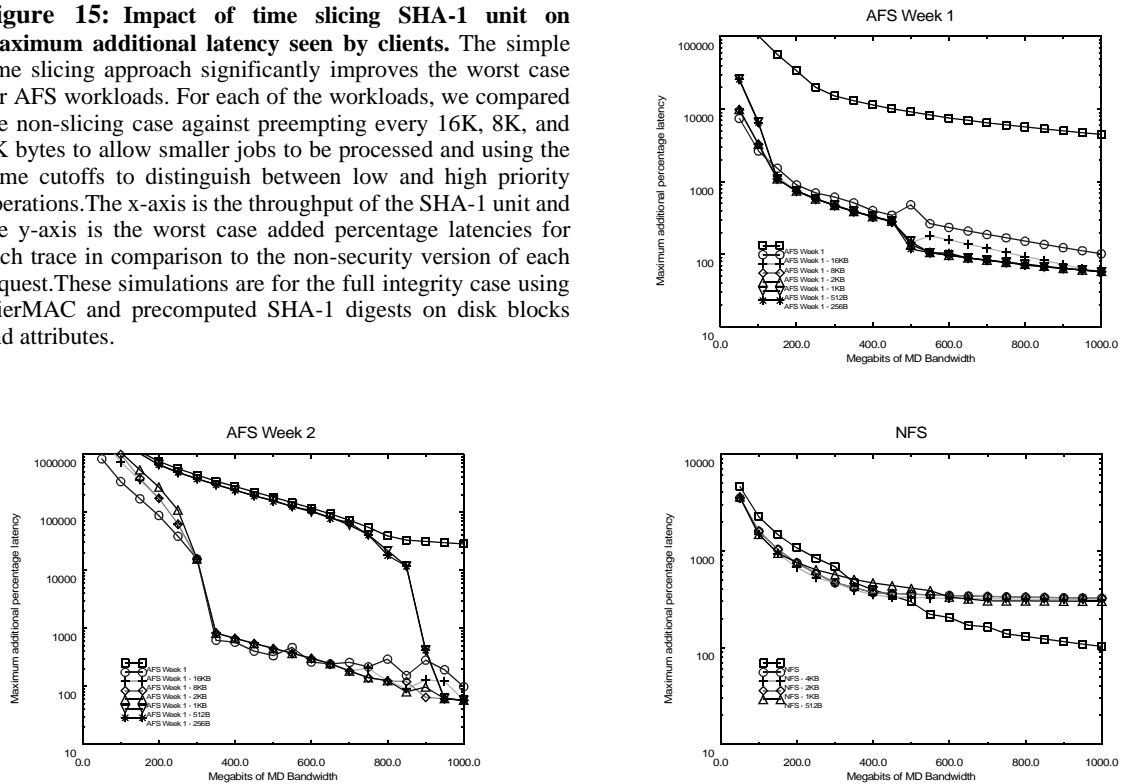 igure 15: Impact of time slicing SHA-1 unit on
aximum additional latency seen by clients. The simple
me slicing approach significantly improves the worst case
r AFS workloads. For each of the workloads, we compared
e non-slicing case against preempting every 16K, 8K, and
K bytes to allow smaller jobs to be processed and using the
me cutoffs to distinguish between low and high priority
perations.The x-axis is the throughput of the SHA-1 unit and
e y-axis is the worst case added percentage latencies for
ch trace in comparison to the non-security version of each
quest.These simulations are for the full integrity case using
ierMAC and precomputed SHA-1 digests on disk blocks
d attributes.
AFS Week 1
Maximum additional percentage latency
100000
10000
1000
100
10
AFS Week 1
AFS Week 1 - 16KB
AFS Week 1 - 8KB
AFS Week 1 - 2KB
AFS Week 1 - 1KB
AFS Week 1 - 512B
AFS Week 1 - 256B
0.0 200.0 400.0 600.0 800.0 1000.0
Megabits of MD Bandwidth
AFS Week 2
Maximum additional percentage latency
1000000
100000
10000
1000
100
10
AFS Week 1
AFS Week 1 - 16KB
AFS Week 1 - 8KB
AFS Week 1 - 2KB
AFS Week 1 - 1KB
AFS Week 1 - 512B
AFS Week 1 - 256B
0.0 200.0 400.0 600.0 800.0 1000.0
Megabits of MD Bandwidth
NFS
Maximum additional percentage latency
10000
1000
100
10
NFS
NFS - 4KB
NFS - 2KB
NFS - 1KB
NFS - 512B
0.0 200.0 400.0 600.0 800.0 1000.0
Megabits of MD Bandwidth